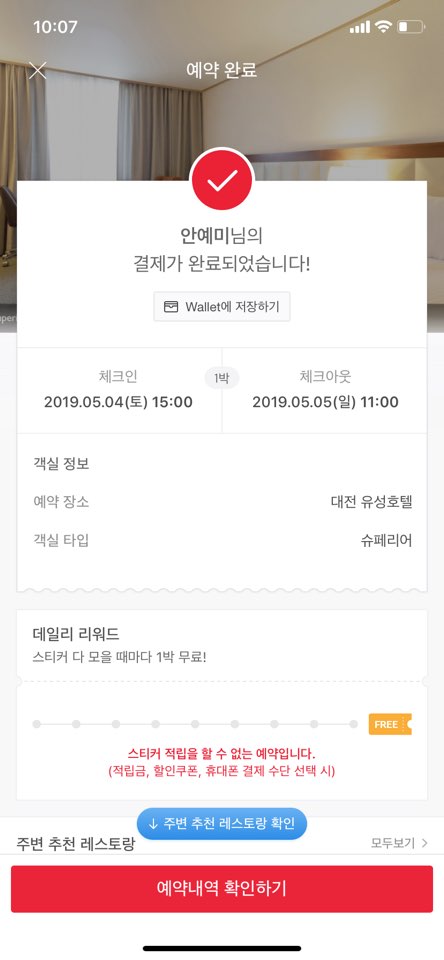 10:07
예약 완료
안예미님의
결제가 완료되었습니다!
Wallet에 저장하기
체크인
1박
체크아웃
2019.05.04(토) 15:00
2019.05.05(일) 11:00
객실 정보
예약 장소
대전 유성호텔
객실 타입
슈페리어
데일리 리워드
스티커 다 모을 때마다 1박 무료!
FREE
스티커 적립을 할 수 없는 예약입니다.
(적립금, 할인쿠폰, 휴대폰 결제 수단 선택 시)
↓ 주변 추천 레스토랑 확인
주변 추천 레스토랑
모두보기 >
예약내역 확인하기